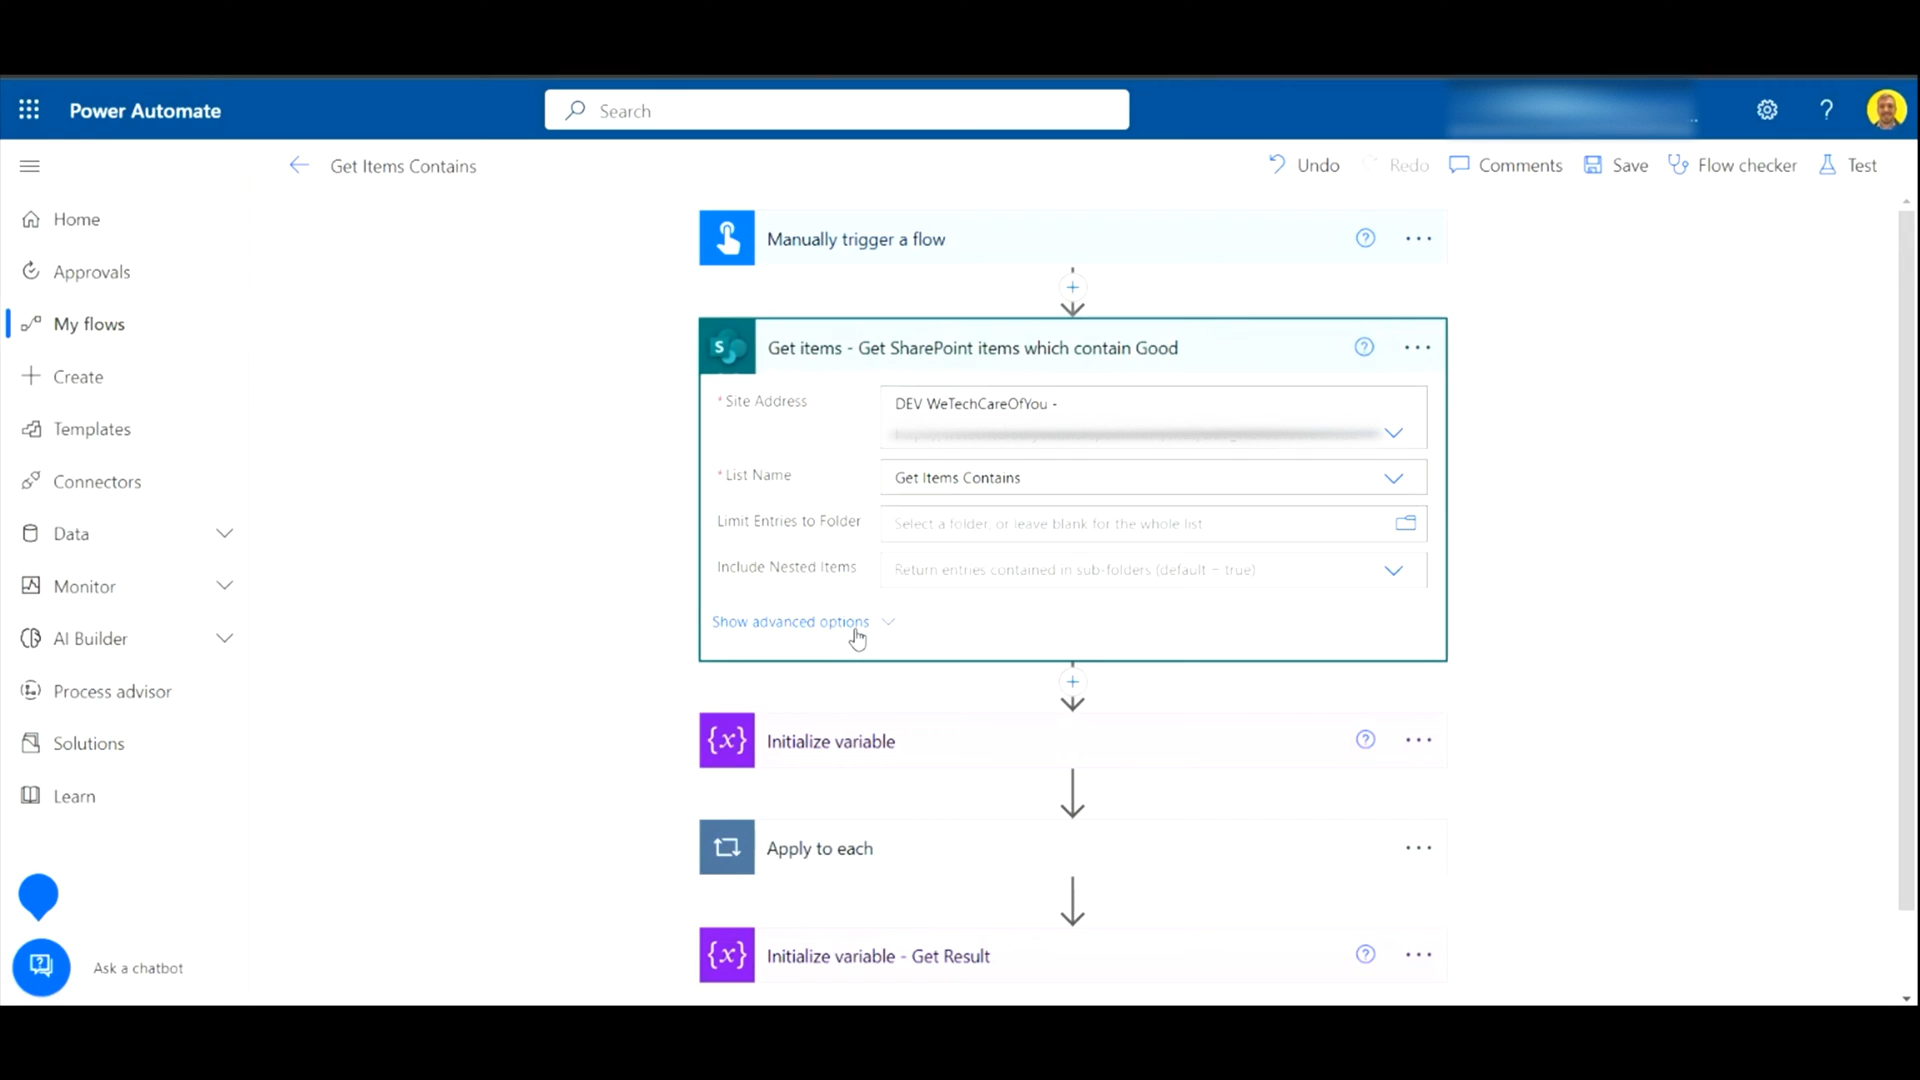 Power Automate
Search
?
Get Items Contains
Undo
Redo
Comments
Save
Flow checker
Test
Home
Approvals
My flows
Create
Templates
Connectors
Data
Monitor
AI Builder
Process advisor
Solutions
Learn
Ask a chatbot
Manually trigger a flow
S
Get items - Get SharePoint items which contain Good
* Site Address
DEV WeTechCareOfYou -
* List Name
Get Items Contains
Limit Entries to Folder
Select a folder, or leave blank for the whole list
Include Nested Items
Return entries contained in sub-folders (default = true)
Show advanced options
{x} Initialize variable
Apply to each
{x} Initialize variable - Get Result